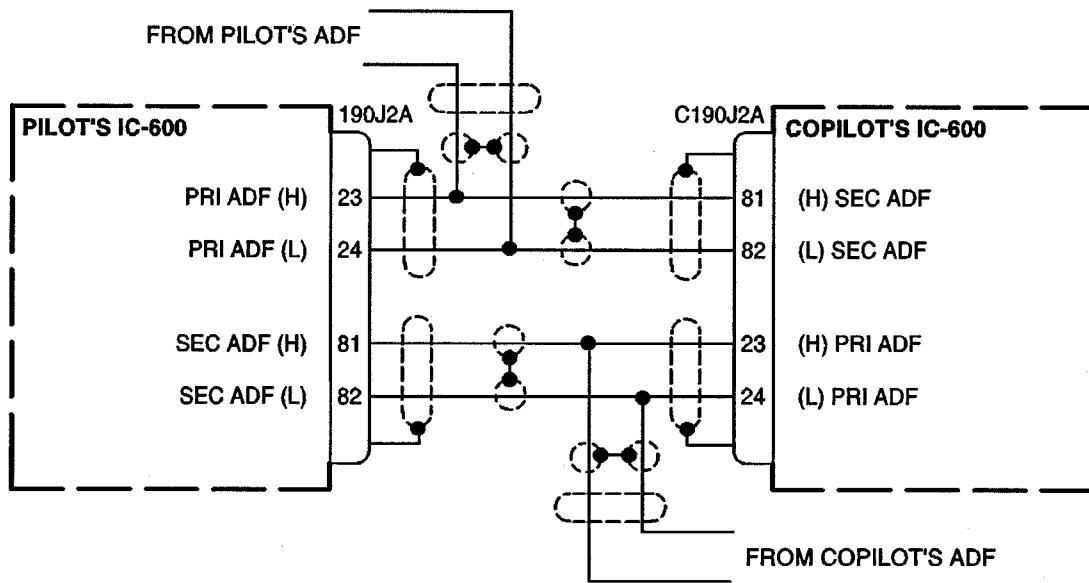 FROM PILOT'S ADF
190J2A
C190J2A
PILOT'S IC-600
COPILOT'S IC-600
PRI ADF (H) 23
81 (H) SEC ADF
PRI ADF (L) 24
82 (L) SEC ADF
SEC ADF (H) 81
23 (H) PRI ADF
SEC ADF (L) 82
24 (L) PRI ADF
FROM COPILOT'S ADF